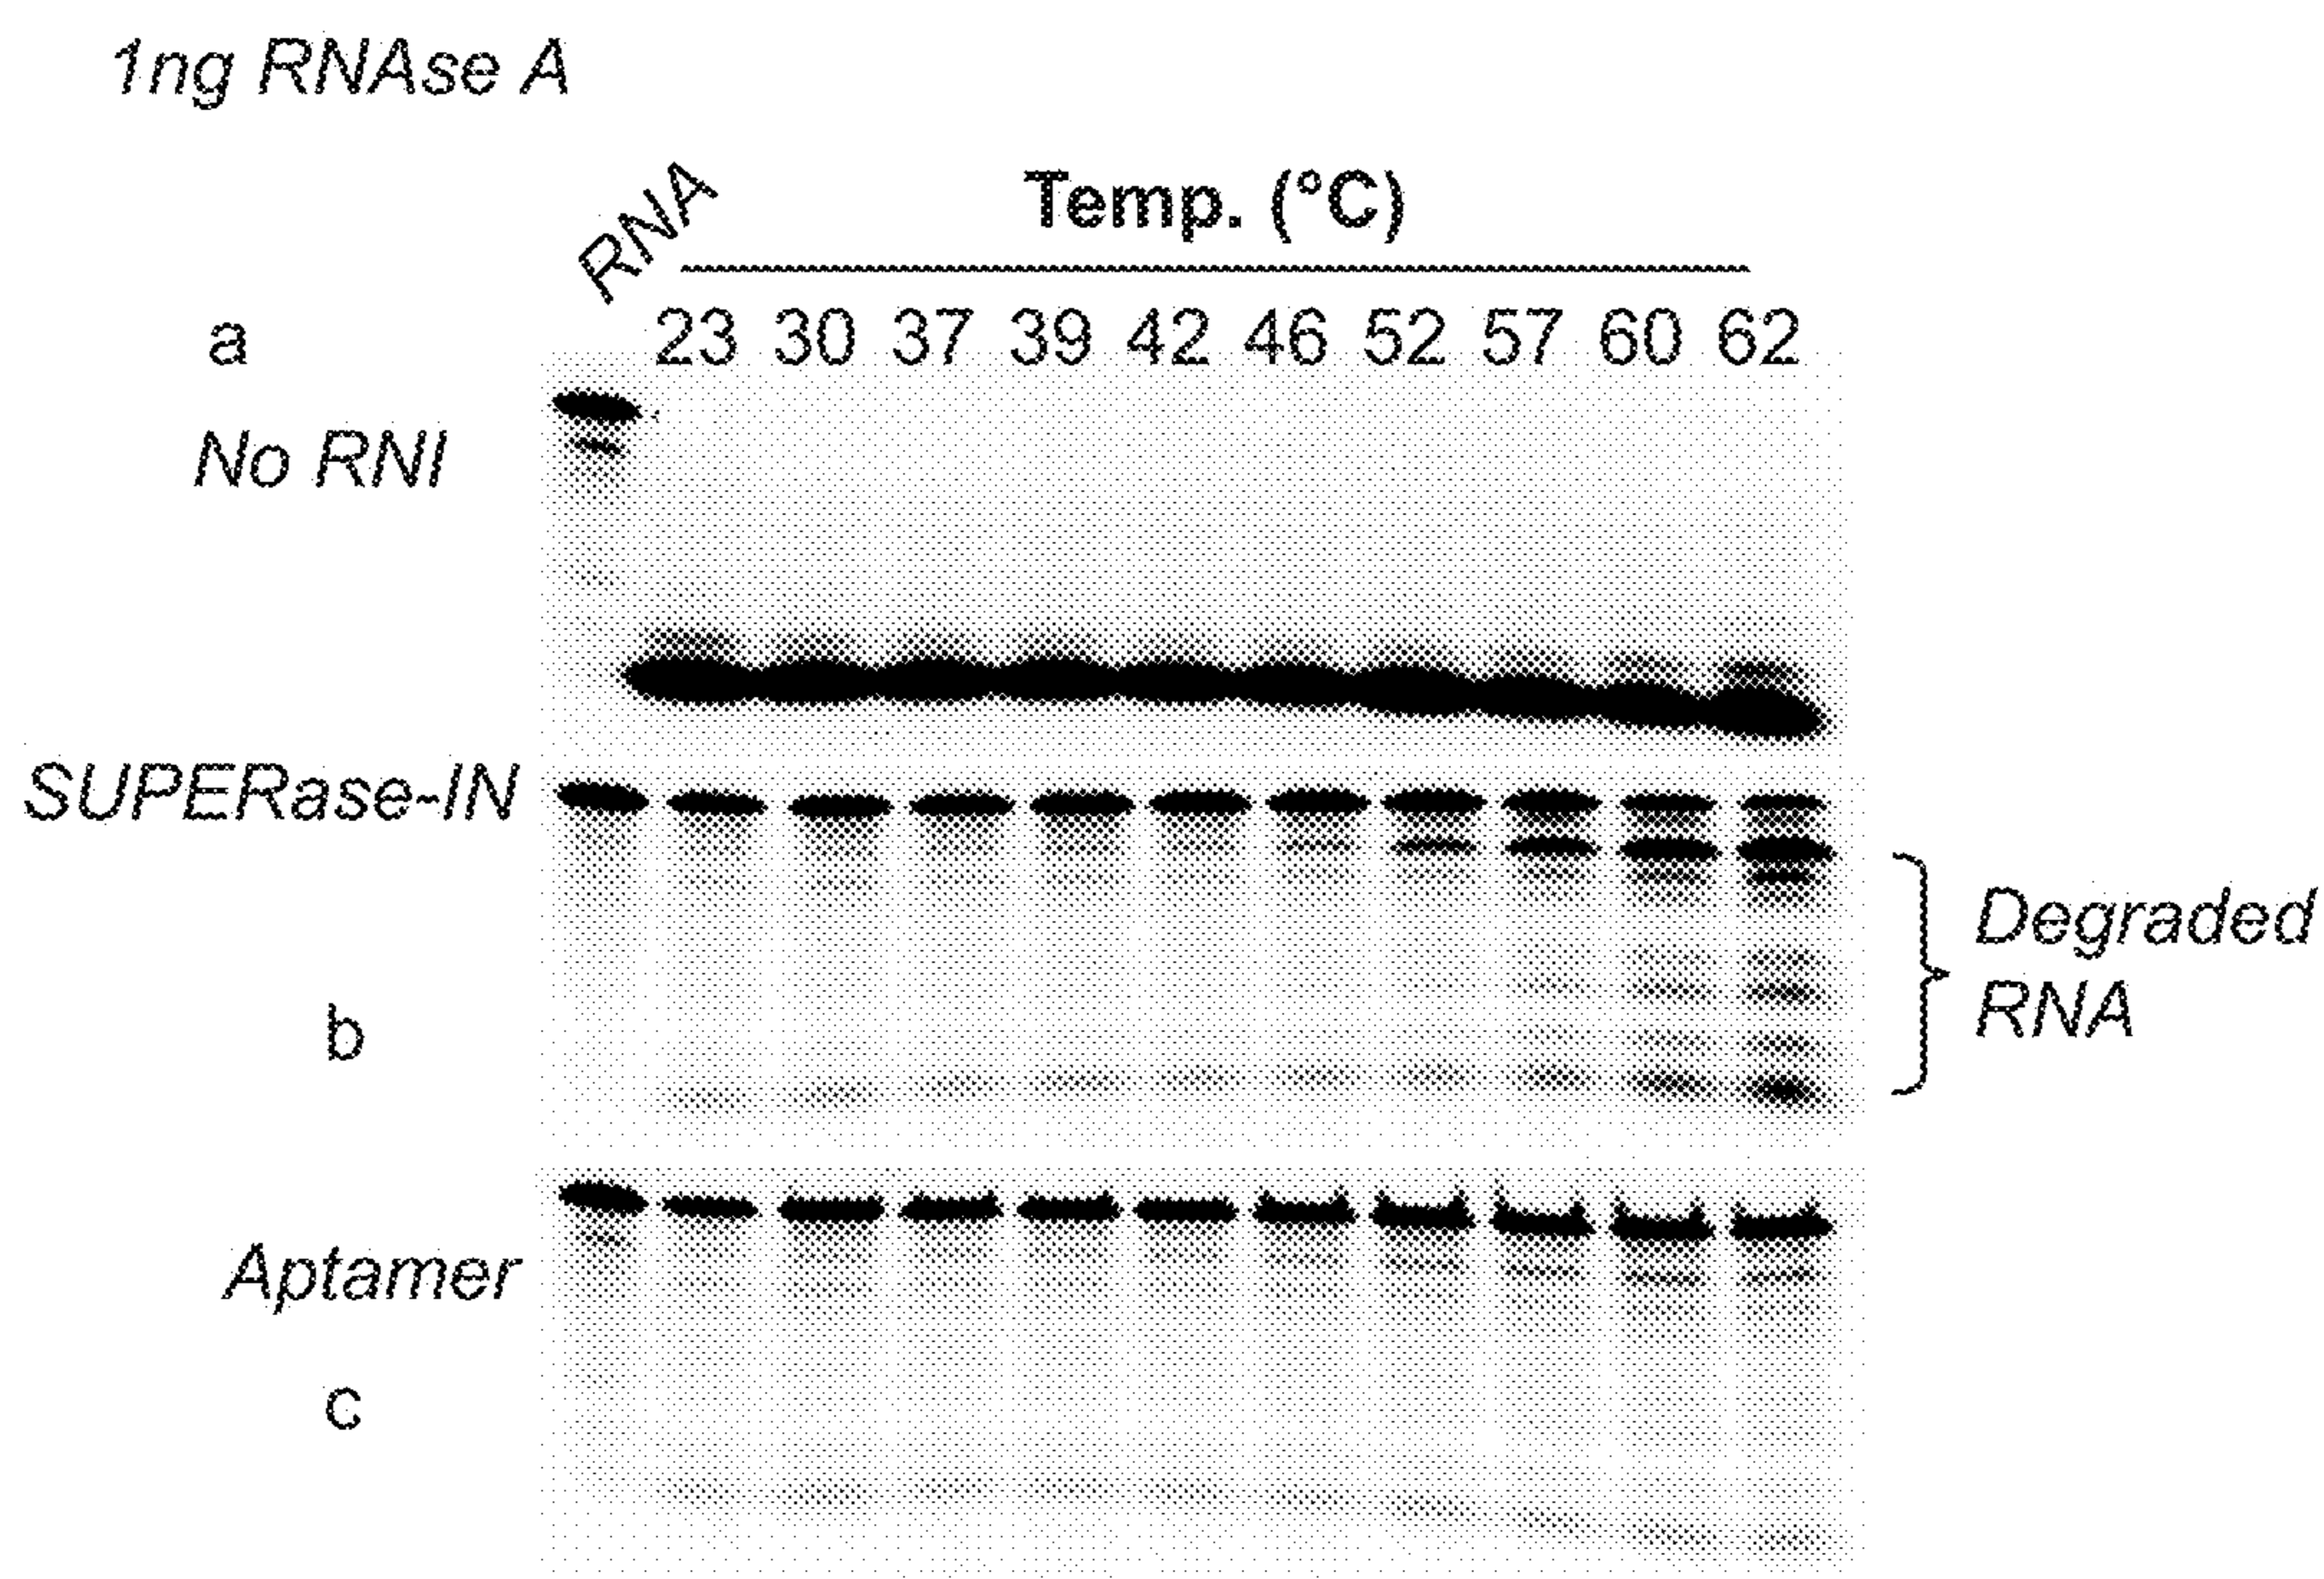 1ng RNAse A
RNA
Temp. (°C)
23 30 37 39 42 46 52 57 60 62
a
No RNI
SUPERase-IN
Degraded
RNA
b
Aptamer
c